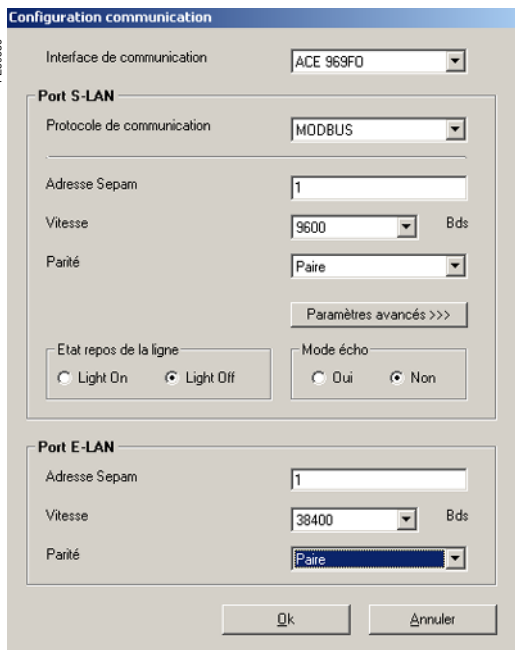 Configuration communication
Interface de communication ACE 969FO
Port S-LAN
Protocole de communication MODBUS
Adresse Sepam 1
Vitesse 9600 Bds
Parité Paire
Paramètres avancés >>>
Etat repos de la ligne Mode écho
Light On Light Off Oui Non
Port E-LAN
Adresse Sepam 1
Vitesse 38400 Bds
Parité Paire
Ok Annuler